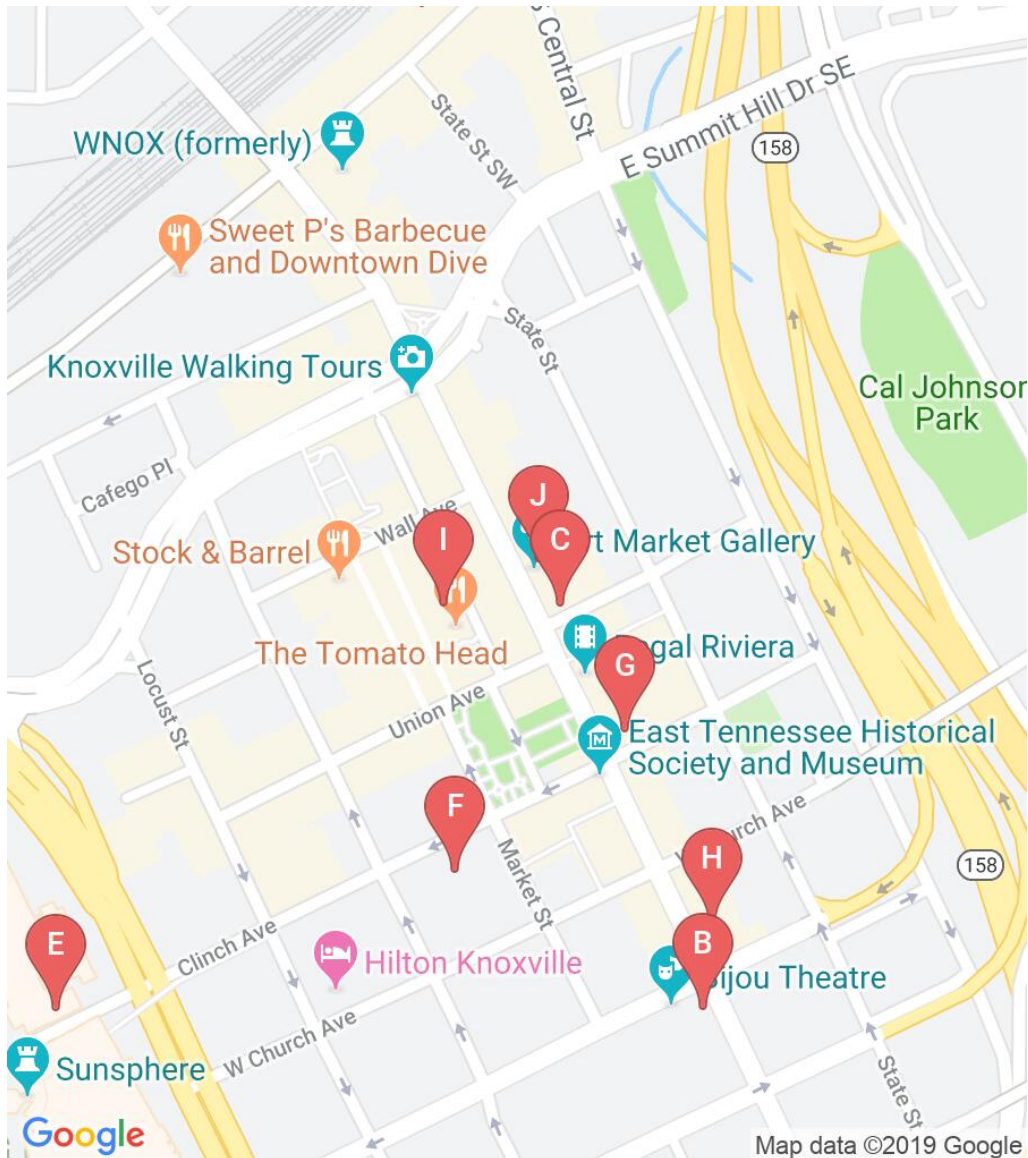 S Central St
E Summit Hill Dr SE
State St SW
WNOX (formerly)
158
Sweet P's Barbecue
and Downtown Dive
State St
Knoxville Walking Tours
Cal Johnson
Park
Cafego Pl
Wall Ave
J
I
C
Stock & Barrel
rt Market Gallery
The Tomato Head
gal Riviera
G
Locust St
Union Ave
East Tennessee Historical
Society and Museum
F
Market St
Church Ave
H
158
E
Clinch Ave
B
Hilton Knoxville
ijou Theatre
W Church Ave
Sunsphere
State St
Google
Map data ©2019 Google